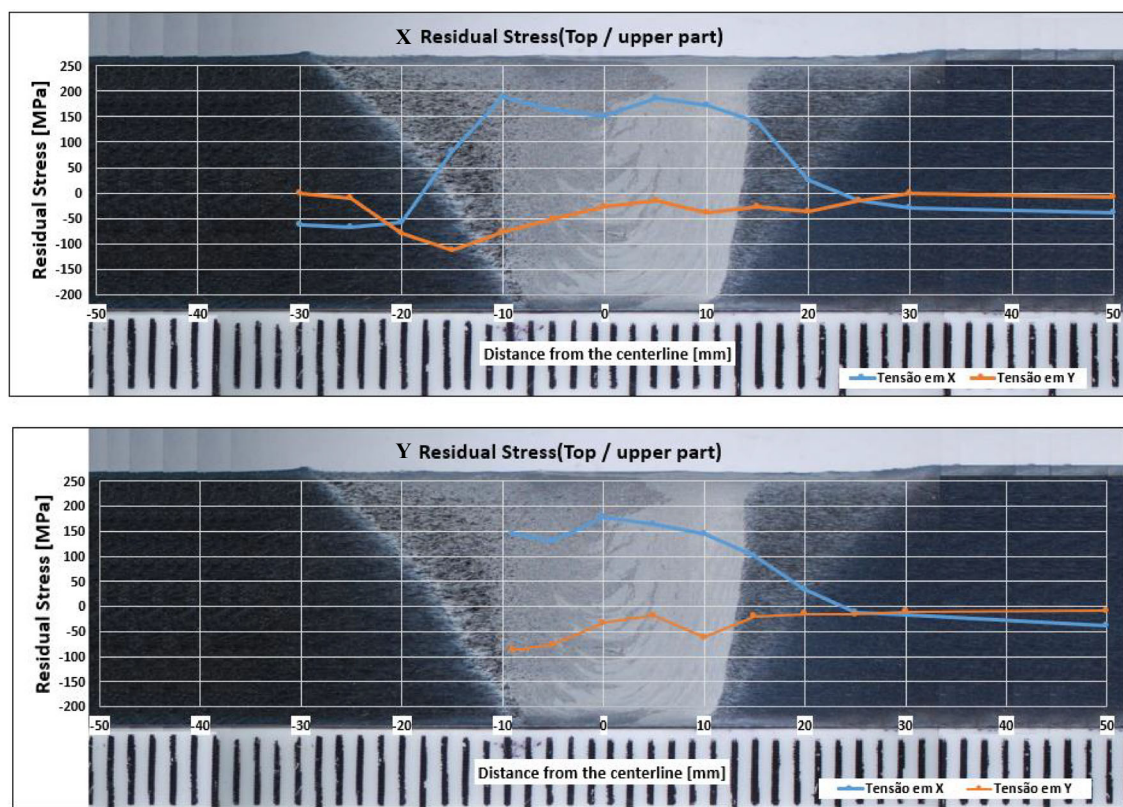 X Residual Stress(Top / upper part)
Residual Stress [MPa]
250
200
150
100
50
0
-50
-100
-150
-200
-50 -40 -30 -20 -10 0 10 20 30 40 50
Distance from the centerline [mm]
Tensão em X Tensão em Y
Y Residual Stress(Top / upper part)
Residual Stress [MPa]
250
200
150
100
50
0
-50
-100
-150
-200
-50 -40 -30 -20 -10 0 10 20 30 40 50
Distance from the centerline [mm]
Tensão em X Tensão em Y